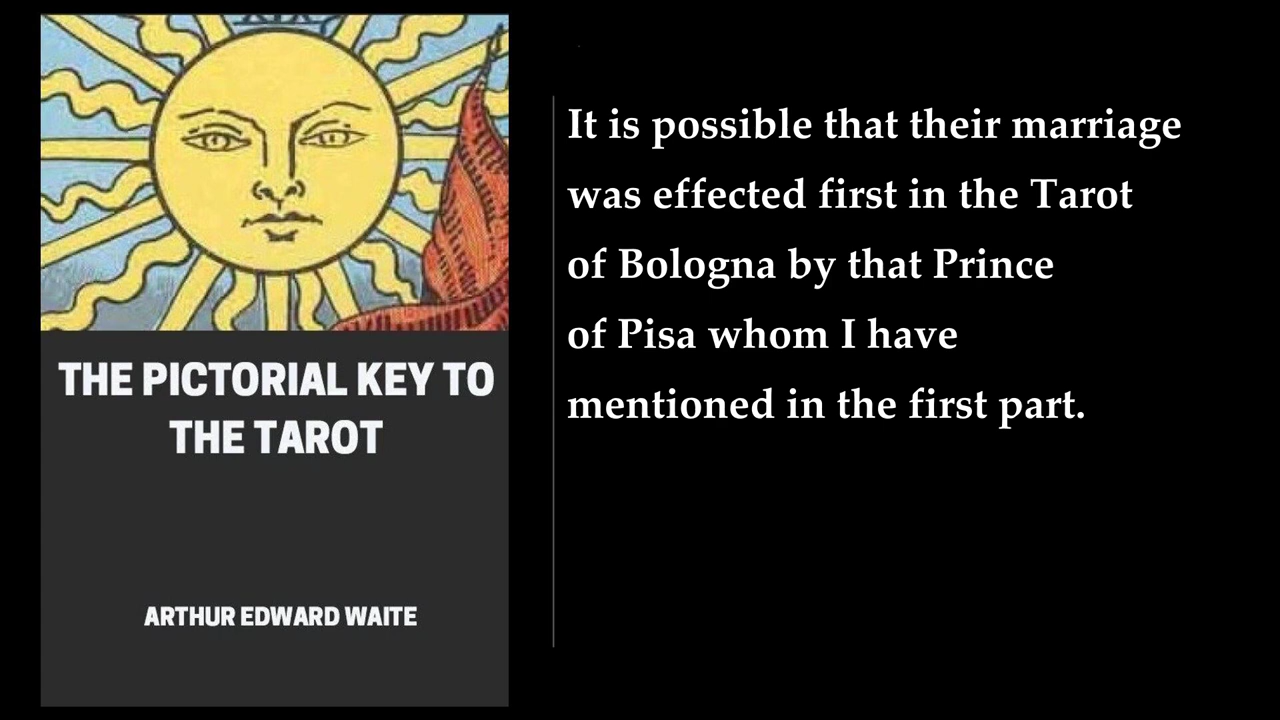 XIX
THE PICTORIAL KEY TO
THE TAROT
ARTHUR EDWARD WAITE
It is possible that their marriage
was effected first in the Tarot
of Bologna by that Prince
of Pisa whom I have
mentioned in the first part.